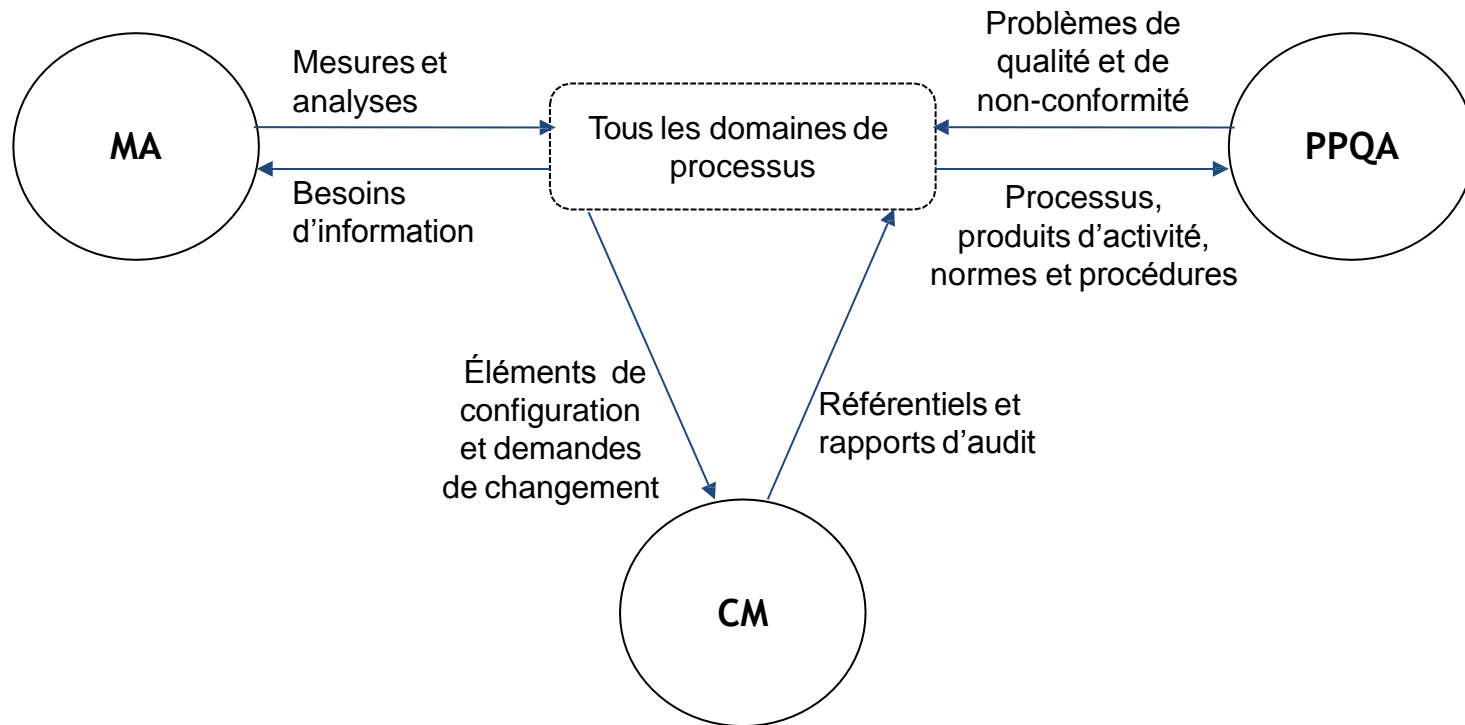 MA
Mesures et
analyses
Besoins
d'information
Tous les domaines de
processus
Problèmes de
qualité et de
non-conformité
Processus,
produits d'activité,
normes et procédures
PPQA
Éléments de
configuration
et demandes
de changement
Référentiels et
rapports d'audit
CM